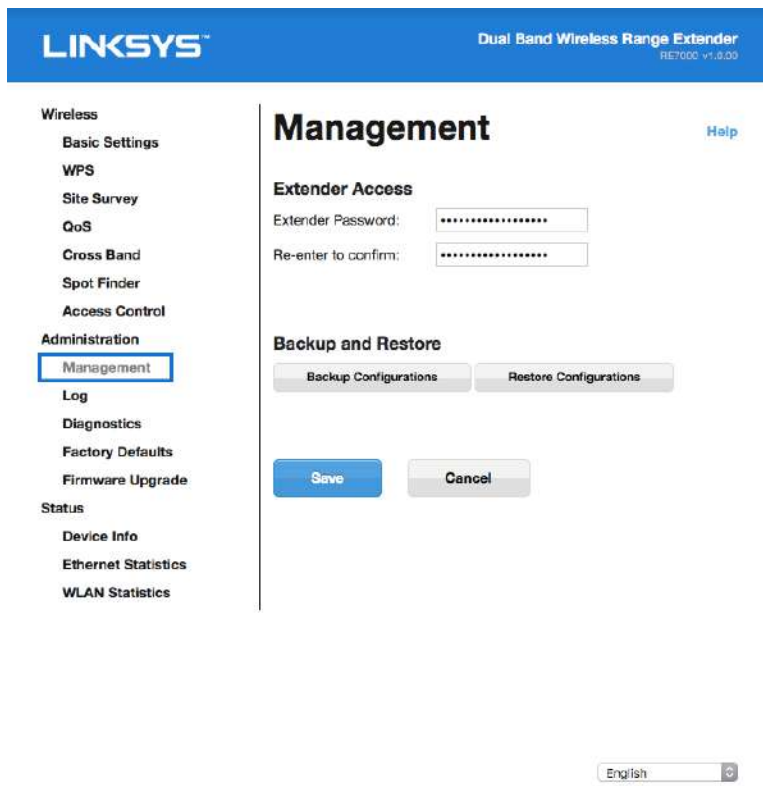 LINKSYS™
Dual Band Wireless Range Extender
RE7000 v1.0.00
Wireless
Basic Settings
WPS
Site Survey
QoS
Cross Band
Spot Finder
Access Control
Administration
Management
Log
Diagnostics
Factory Defaults
Firmware Upgrade
Status
Device Info
Ethernet Statistics
WLAN Statistics
Management
Help
Extender Access
Extender Password: ••••••••••••••••••
Re-enter to confirm: ••••••••••••••••••
Backup and Restore
Backup Configurations Restore Configurations
Save Cancel
English